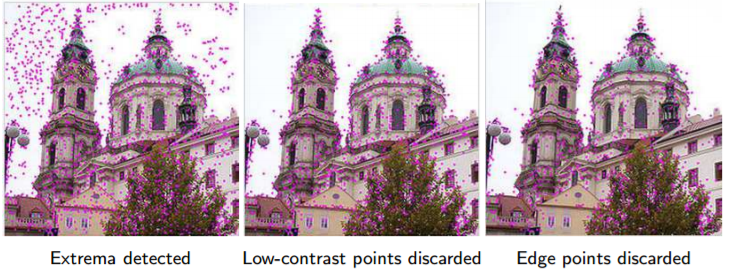 Extrema detected
Low-contrast points discarded
Edge points discarded